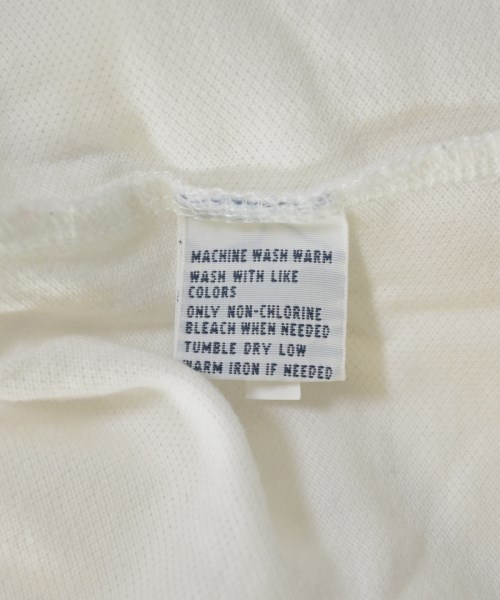 MACHINE WASH WARM
WASH WITH LIKE
COLORS
ONLY NON-CHLORINE
BLEACH WHEN NEEDED
TUMBLE DRY LOW
WARM IRON IF NEEDED